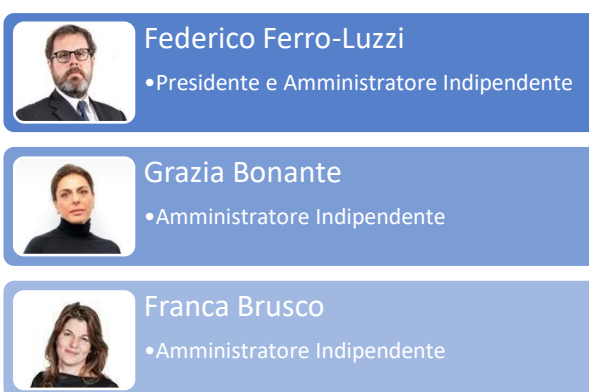 Federico Ferro-Luzzi
•Presidente e Amministratore Indipendente
Grazia Bonante
•Amministratore Indipendente
Franca Brusco
•Amministratore Indipendente